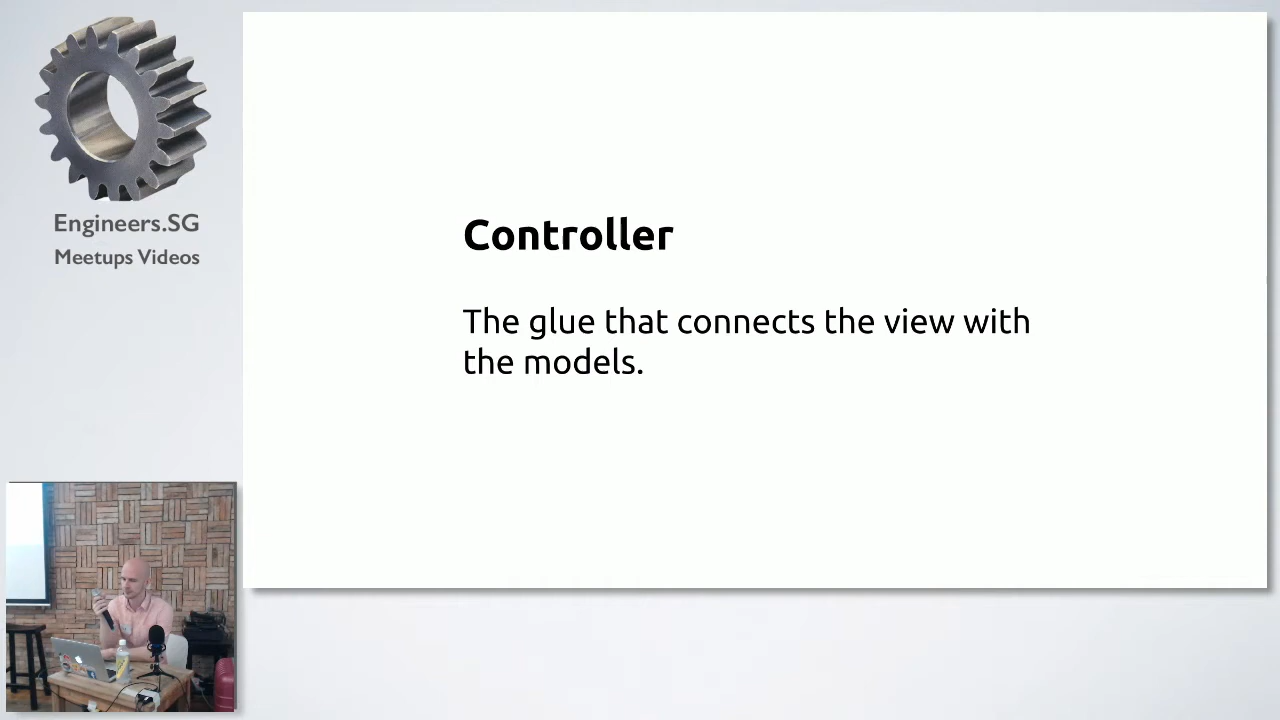 Engineers.SG
Meetups Videos
Controller
The glue that connects the view with
the models.